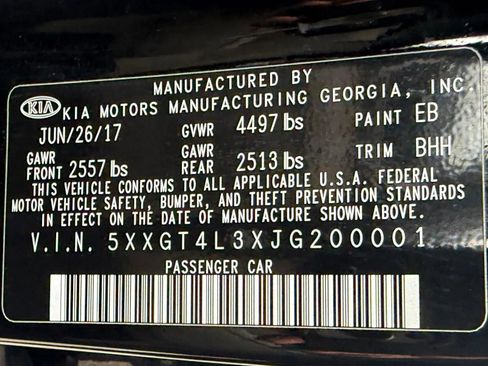 MANUFACTURED BY
KIA KIA MOTORS MANUFACTURING GEORGIA, INC.
JUN/26/17 GVWR 4497 lbs PAINT EB
GAWR FRONT 2557 lbs GAWR REAR 2513 lbs TRIM BHH
THIS VEHICLE CONFORMS TO ALL APPLICABLE U.S.A. FEDERAL
MOTOR VEHICLE SAFETY, BUMPER, AND THEFT PREVENTION STANDARDS
IN EFFECT ON THE DATE OF MANUFACTURE SHOWN ABOVE.
V.I.N. 5XXGT4L3XJG200001
PASSENGER CAR